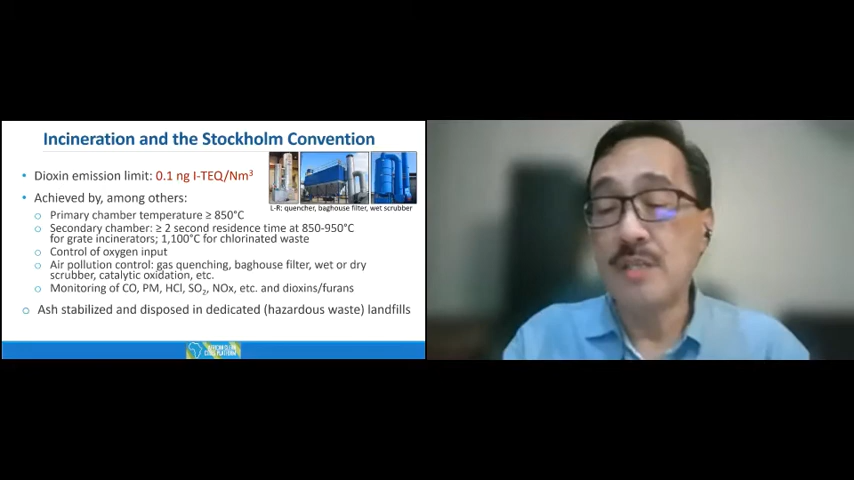 Incineration and the Stockholm Convention
• Dioxin emission limit: 0.1 ng I-TEQ/Nm³
L-R: quencher, baghouse filter, wet scrubber
• Achieved by, among others:
o Primary chamber temperature ≥ 850°C
o Secondary chamber: ≥ 2 second residence time at 850-950°C
for grate incinerators; 1,100°C for chlorinated waste
o Control of oxygen input
o Air pollution control: gas quenching, baghouse filter, wet or dry
scrubber, catalytic oxidation, etc.
o Monitoring of CO, PM, HCl, SO₂, NOx, etc. and dioxins/furans
o Ash stabilized and disposed in dedicated (hazardous waste) landfills
AFRICAN CLEAN
CITIES PLATFORM